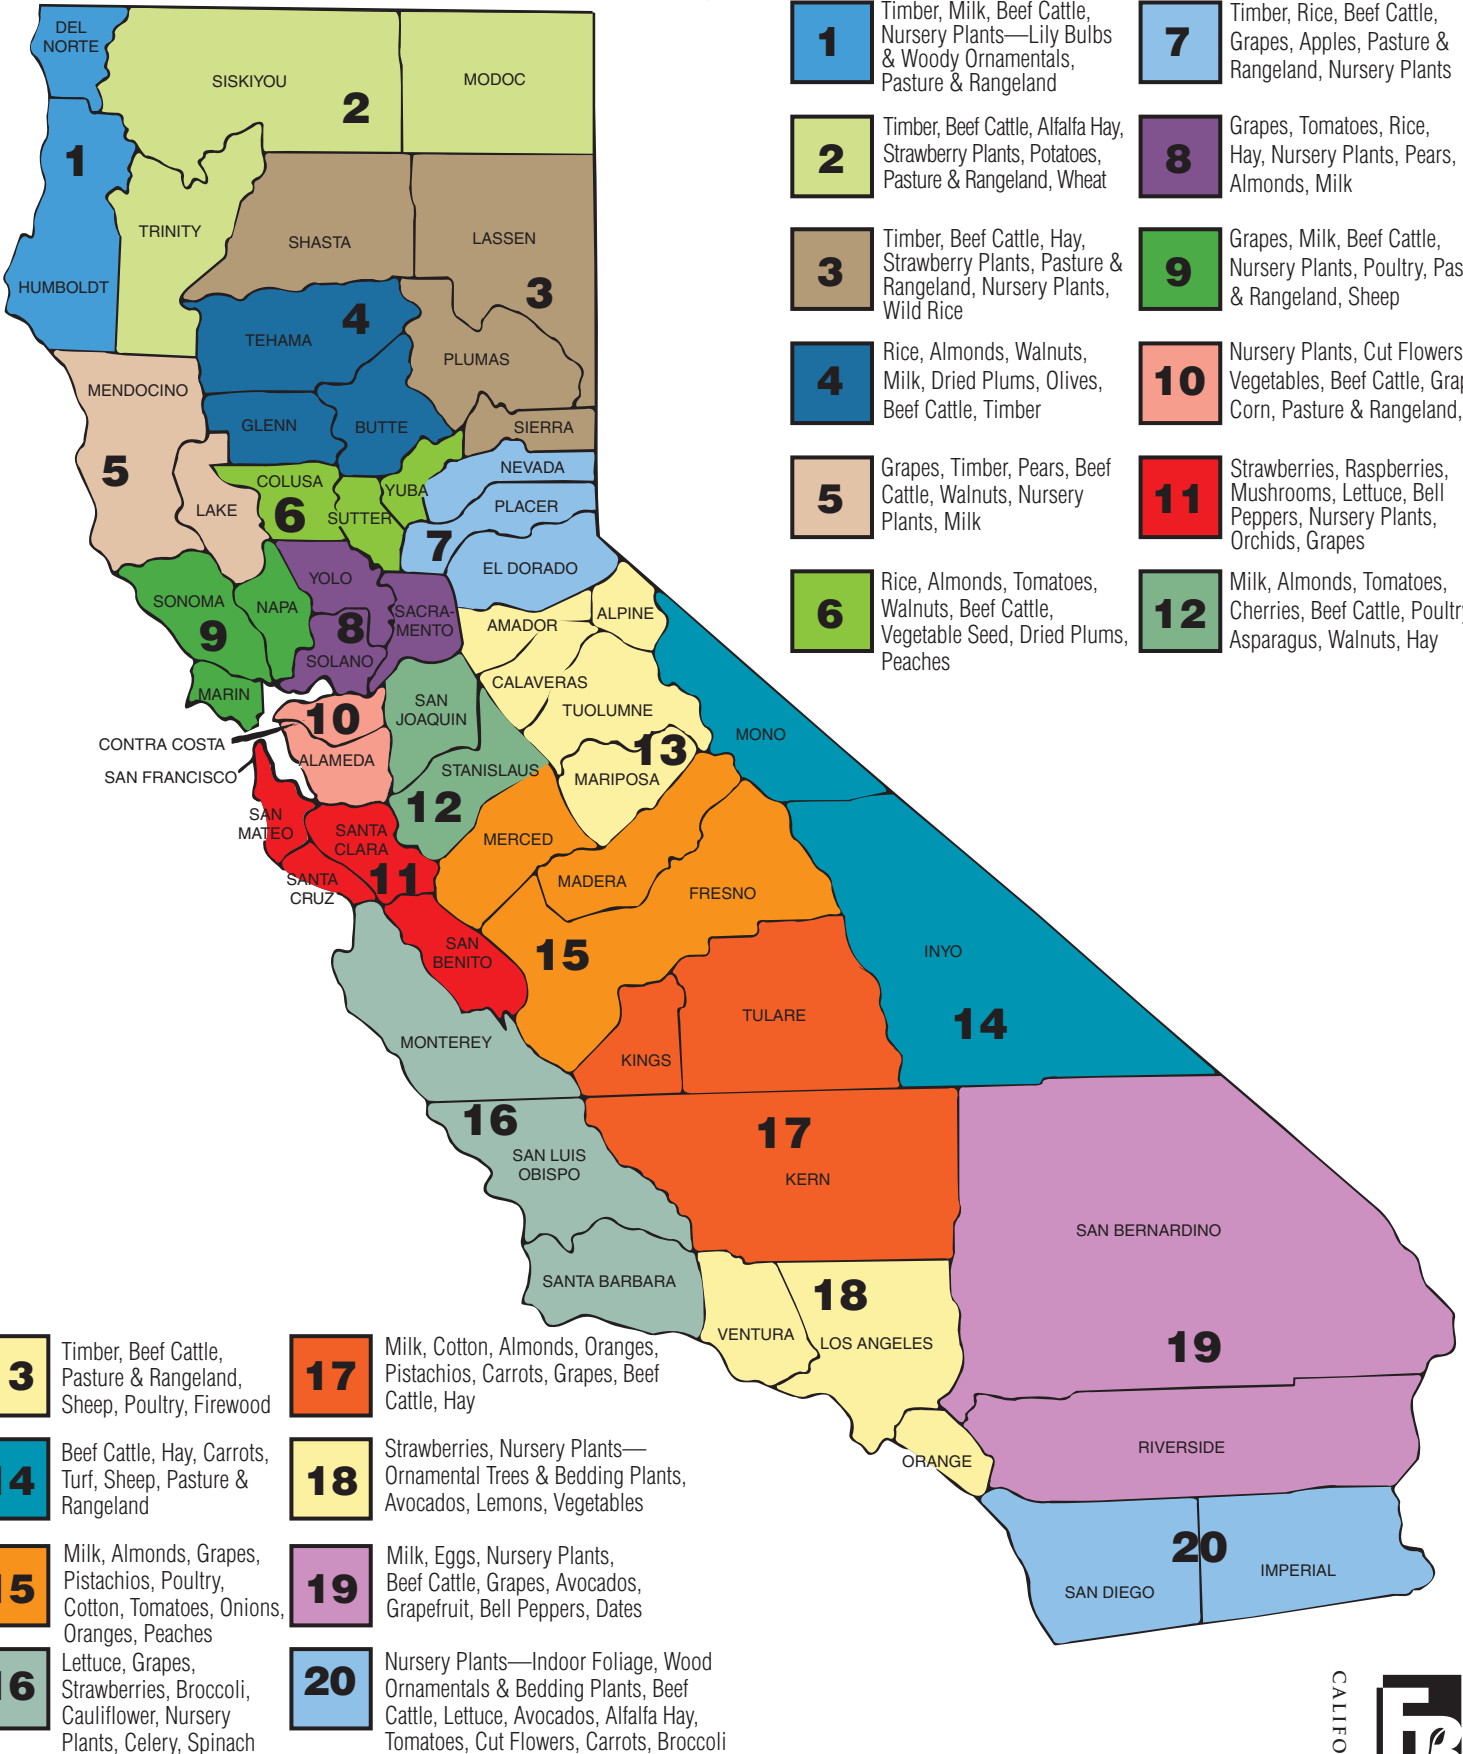 DEL
NORTE
SISKIYOU
MODOC
2
1
TRINITY
SHASTA
LASSEN
HUMBOLDT
3
4
TEHAMA
PLUMAS
MENDOCINO
GLENN
BUTTE
SIERRA
5
NEVADA
COLUSA
YUBA
LAKE
6
SUTTER
PLACER
7
EL DORADO
YOLO
SONOMA
NAPA
SACRA-
MENTO
ALPINE
AMADOR
9
8
SOLANO
MARIN
CALAVERAS
SAN
JOAQUIN
TUOLUMNE
10
CONTRA COSTA
MONO
13
ALAMEDA
STANISLAUS
SAN FRANCISCO
MARIPOSA
12
SAN
MATEO
SANTA
CLARA
MERCED
11
SANTA
CRUZ
MADERA
FRESNO
SAN
BENITO
15
INYO
TULARE
14
MONTEREY
KINGS
16
17
SAN LUIS
OBISPO
KERN
SAN BERNARDINO
SANTA BARBARA
18
VENTURA
LOS ANGELES
19
RIVERSIDE
ORANGE
20
SAN DIEGO
IMPERIAL
1
Timber, Milk, Beef Cattle,
Nursery Plants—Lily Bulbs
& Woody Ornamentals,
Pasture & Rangeland
2
Timber, Beef Cattle, Alfalfa Hay,
Strawberry Plants, Potatoes,
Pasture & Rangeland, Wheat
3
Timber, Beef Cattle, Hay,
Strawberry Plants, Pasture &
Rangeland, Nursery Plants,
Wild Rice
4
Rice, Almonds, Walnuts,
Milk, Dried Plums, Olives,
Beef Cattle, Timber
5
Grapes, Timber, Pears, Beef
Cattle, Walnuts, Nursery
Plants, Milk
6
Rice, Almonds, Tomatoes,
Walnuts, Beef Cattle,
Vegetable Seed, Dried Plums,
Peaches
7
Timber, Rice, Beef Cattle,
Grapes, Apples, Pasture &
Rangeland, Nursery Plants
8
Grapes, Tomatoes, Rice,
Hay, Nursery Plants, Pears,
Almonds, Milk
9
Grapes, Milk, Beef Cattle,
Nursery Plants, Poultry, Pas
& Rangeland, Sheep
10
Nursery Plants, Cut Flowers
Vegetables, Beef Cattle, Gra
Corn, Pasture & Rangeland,
11
Strawberries, Raspberries,
Mushrooms, Lettuce, Bell
Peppers, Nursery Plants,
Orchids, Grapes
12
Milk, Almonds, Tomatoes,
Cherries, Beef Cattle, Poultry
Asparagus, Walnuts, Hay
3
Timber, Beef Cattle,
Pasture & Rangeland,
Sheep, Poultry, Firewood
14
Beef Cattle, Hay, Carrots,
Turf, Sheep, Pasture &
Rangeland
15
Milk, Almonds, Grapes,
Pistachios, Poultry,
Cotton, Tomatoes, Onions,
Oranges, Peaches
16
Lettuce, Grapes,
Strawberries, Broccoli,
Cauliflower, Nursery
Plants, Celery, Spinach
17
Milk, Cotton, Almonds, Oranges,
Pistachios, Carrots, Grapes, Beef
Cattle, Hay
18
Strawberries, Nursery Plants—
Ornamental Trees & Bedding Plants,
Avocados, Lemons, Vegetables
19
Milk, Eggs, Nursery Plants,
Beef Cattle, Grapes, Avocados,
Grapefruit, Bell Peppers, Dates
20
Nursery Plants—Indoor Foliage, Wood
Ornamentals & Bedding Plants, Beef
Cattle, Lettuce, Avocados, Alfalfa Hay,
Tomatoes, Cut Flowers, Carrots, Broccoli
CALIFO